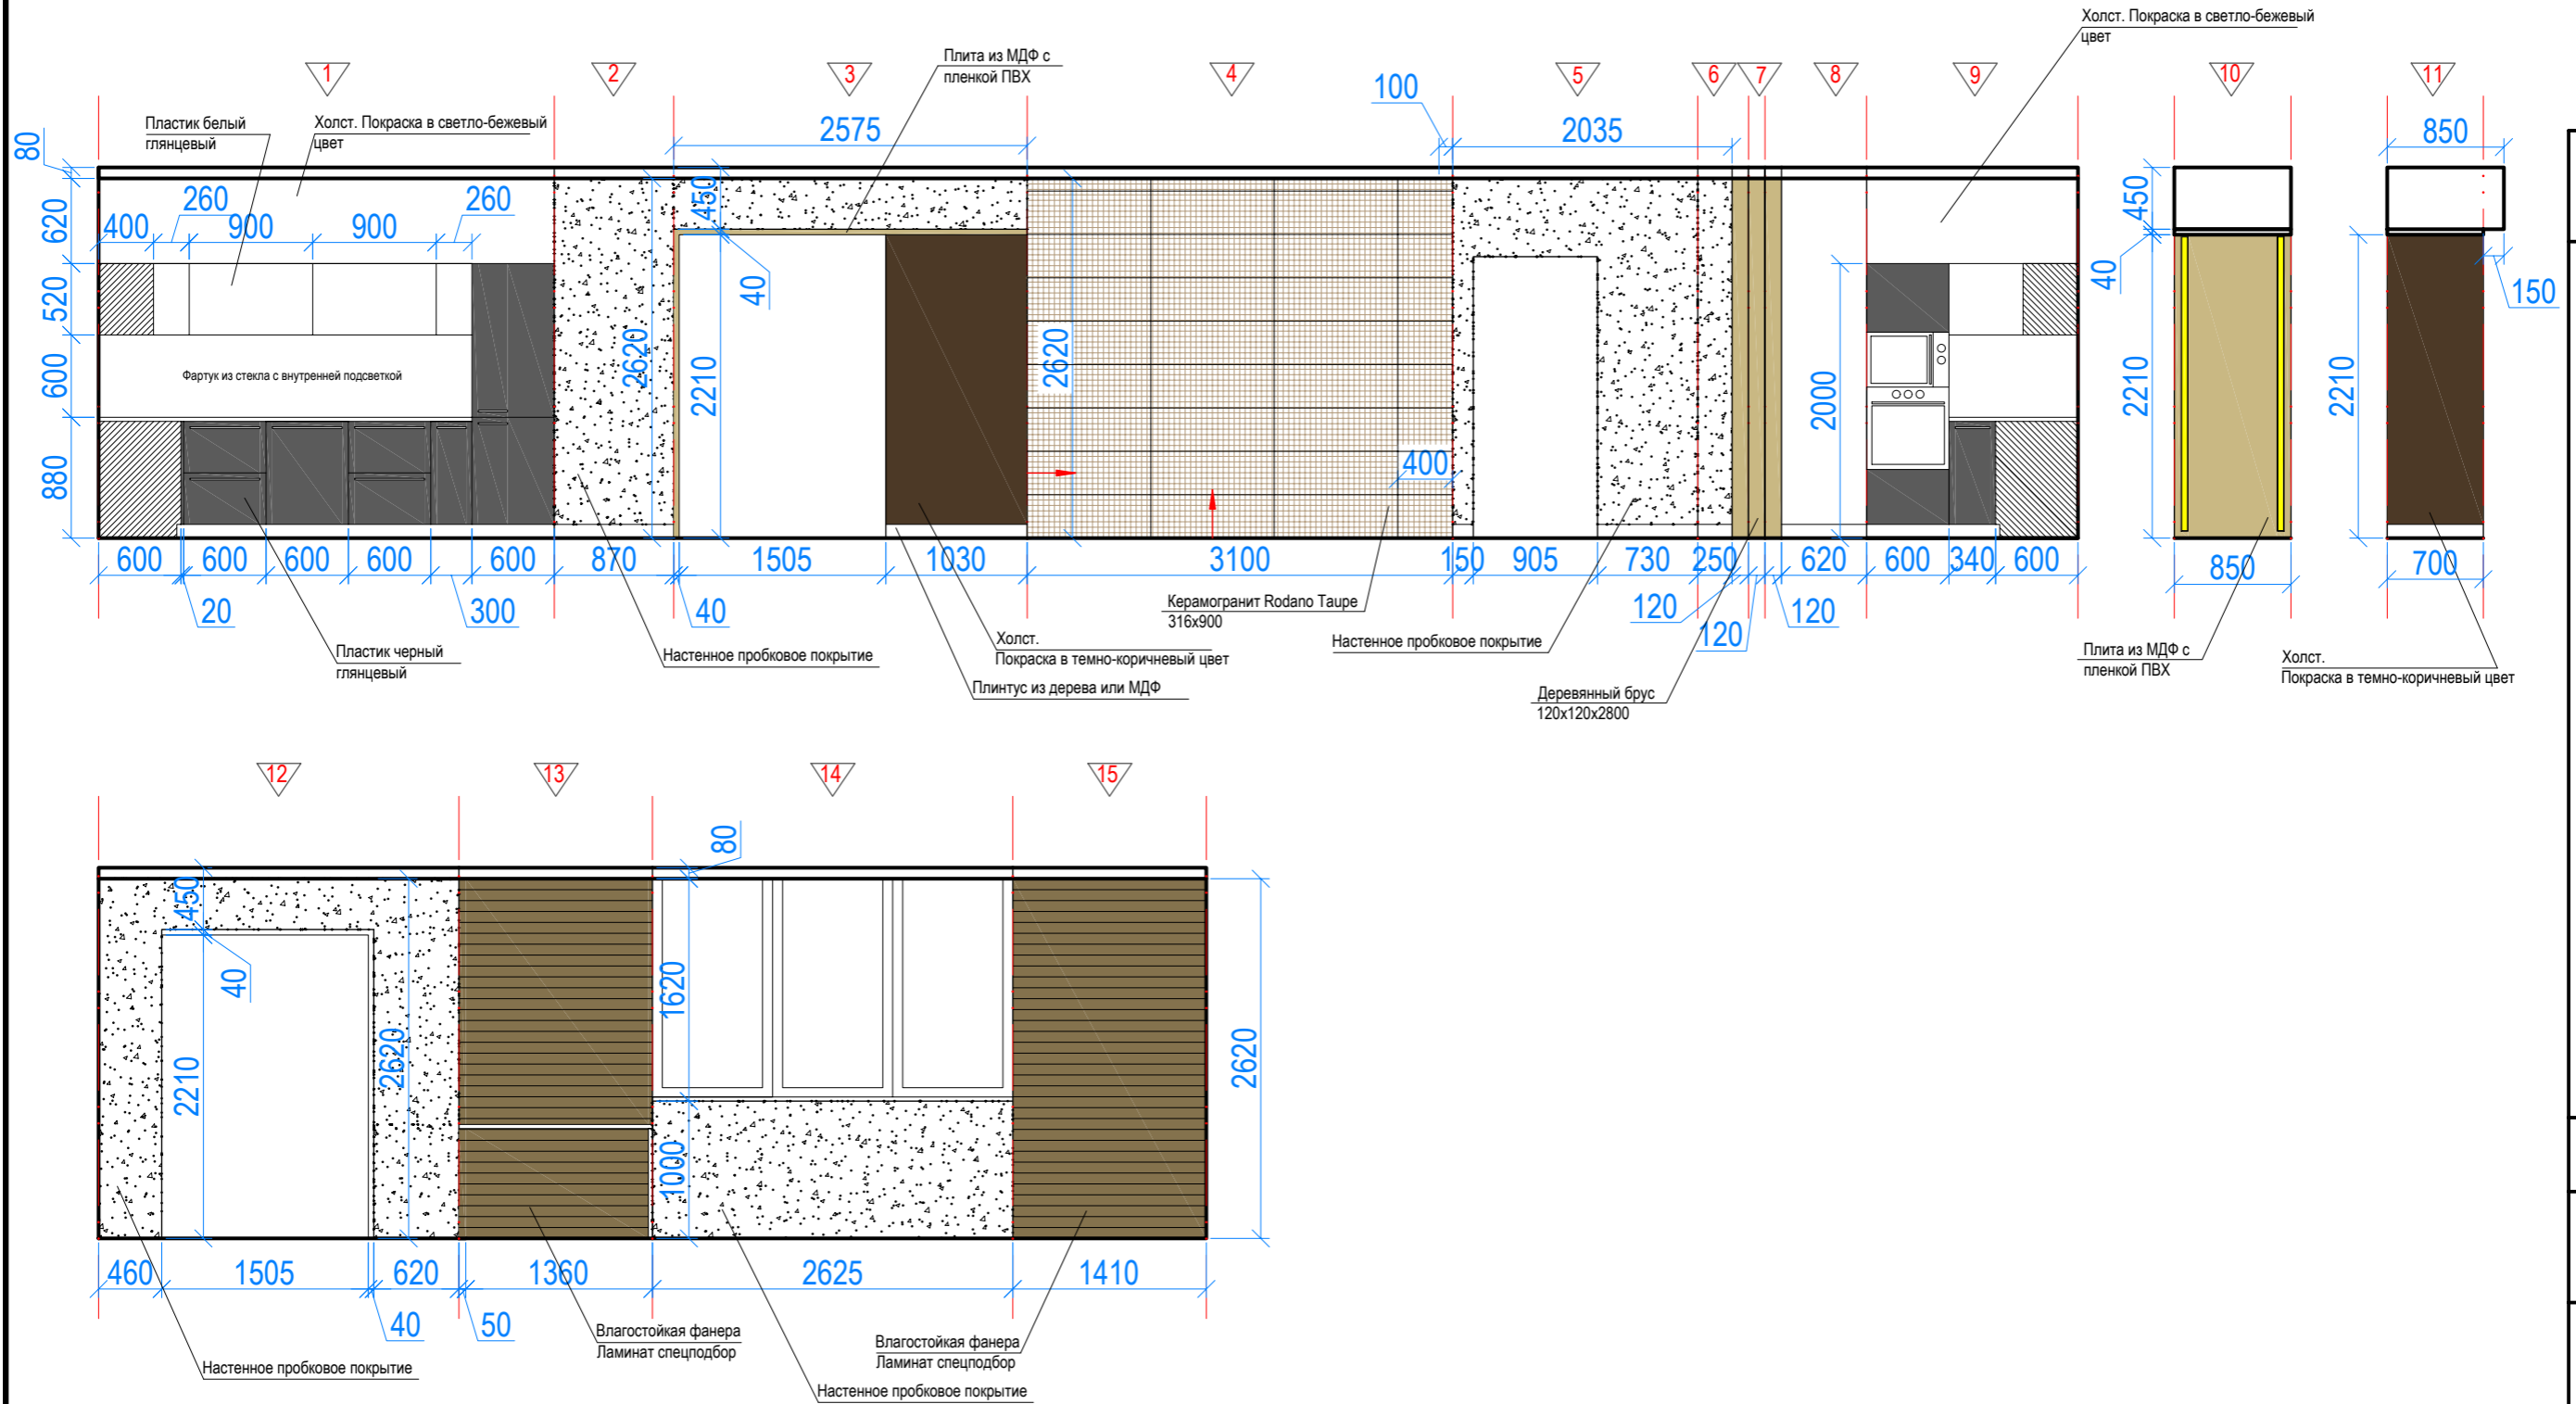 Холст. Покраска в светло-бежевый
цвет
1
2
3
Плита из МДФ с
пленкой ПВХ
4
5
6
7
8
9
10
11
100
Пластик белый
глянцевый
Холст. Покраска в светло-бежевый
цвет
2575
2035
850
80
620
520
600
880
400
260
900
900
260
450
40
2620
2210
2620
400
2000
450
40
2210
2210
150
Фартук из стекла с внутренней подсветкой
600
600
600
600
600
870
1505
1030
3100
150
905
730
250
620
600
340
600
850
700
20
300
40
120
120
120
Керамогранит Rodano Taupe
316х900
Пластик черный
глянцевый
Настенное пробковое покрытие
Холст.
Покраска в темно-коричневый цвет
Плинтус из дерева или МДФ
Настенное пробковое покрытие
Деревянный брус
120х120х2800
Плита из МДФ с
пленкой ПВХ
Холст.
Покраска в темно-коричневый цвет
12
13
14
15
80
450
40
2210
2620
1620
1000
2620
460
1505
620
1360
2625
1410
40
50
Настенное пробковое покрытие
Влагостойкая фанера
Ламинат спецподбор
Влагостойкая фанера
Ламинат спецподбор
Настенное пробковое покрытие